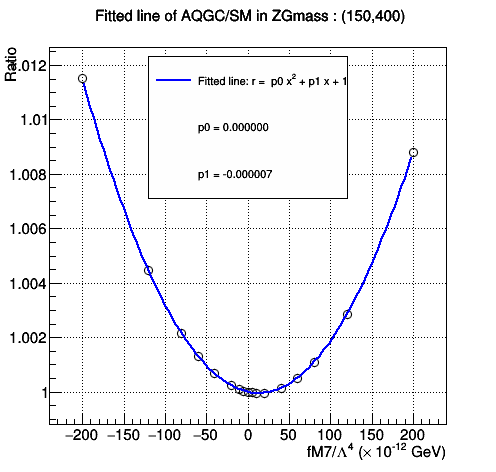 Fitted line of AQGC/SM in ZGmass : (150,400)
Ratio
1.012
1.01
1.008
1.006
1.004
1.002
1
Fitted line: r = p0 x² + p1 x + 1
p0 = 0.000000
p1 = -0.000007
−200 −150 −100 −50 0 50 100 150 200
fM7/Λ⁴ (× 10⁻¹² GeV)